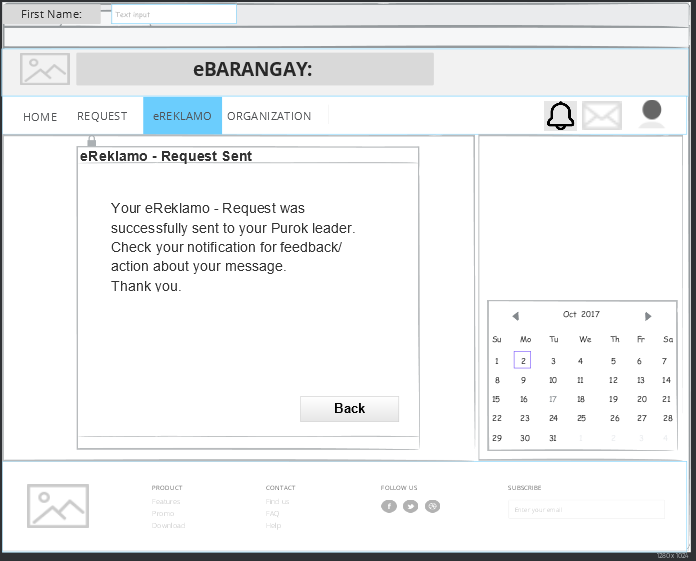 First Name:
Text input
eBARANGAY:
HOME REQUEST eREKLAMO ORGANIZATION
eReklamo - Request Sent
Your eReklamo - Request was
successfully sent to your Purok leader.
Check your notification for feedback/
action about your message.
Thank you.
Back
Oct 2017
Su Mo Tu We Th Fr Sa
1 2 3 4 5 6 7
8 9 10 11 12 13 14
15 16 17 18 19 20 21
22 23 24 25 26 27 28
29 30 31 1 2 3 4
PRODUCT CONTACT FOLLOW US SUBSCRIBE
Features Find us Enter your email
Promo FAQ
Download Help
1280 x 1024